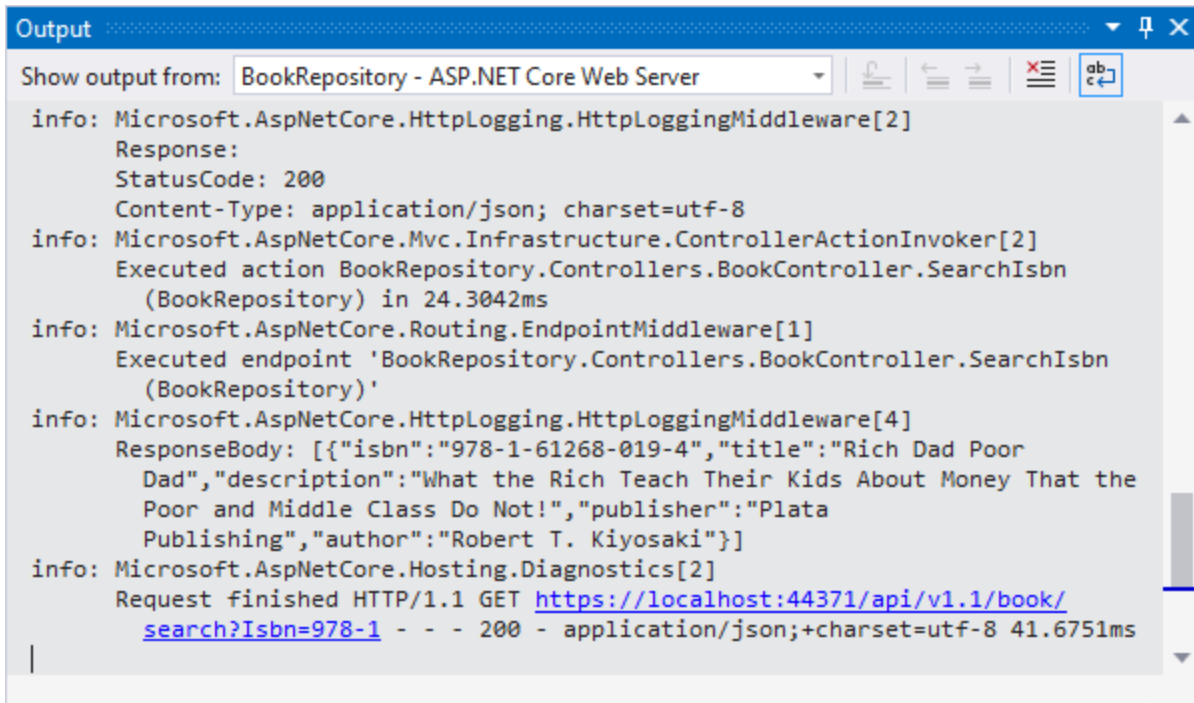 Output
Show output from: BookRepository - ASP.NET Core Web Server
info: Microsoft.AspNetCore.HttpLogging.HttpLoggingMiddleware[2]
Response:
StatusCode: 200
Content-Type: application/json; charset=utf-8
info: Microsoft.AspNetCore.Mvc.Infrastructure.ControllerActionInvoker[2]
Executed action BookRepository.Controllers.BookController.SearchIsbn
(BookRepository) in 24.3042ms
info: Microsoft.AspNetCore.Routing.EndpointMiddleware[1]
Executed endpoint 'BookRepository.Controllers.BookController.SearchIsbn
(BookRepository)'
info: Microsoft.AspNetCore.HttpLogging.HttpLoggingMiddleware[4]
ResponseBody: [{"isbn":"978-1-61268-019-4","title":"Rich Dad Poor
Dad","description":"What the Rich Teach Their Kids About Money That the
Poor and Middle Class Do Not!","publisher":"Plata
Publishing","author":"Robert T. Kiyosaki"}]
info: Microsoft.AspNetCore.Hosting.Diagnostics[2]
Request finished HTTP/1.1 GET https://localhost:44371/api/v1.1/book/
search?Isbn=978-1 - - - 200 - application/json;+charset=utf-8 41.6751ms